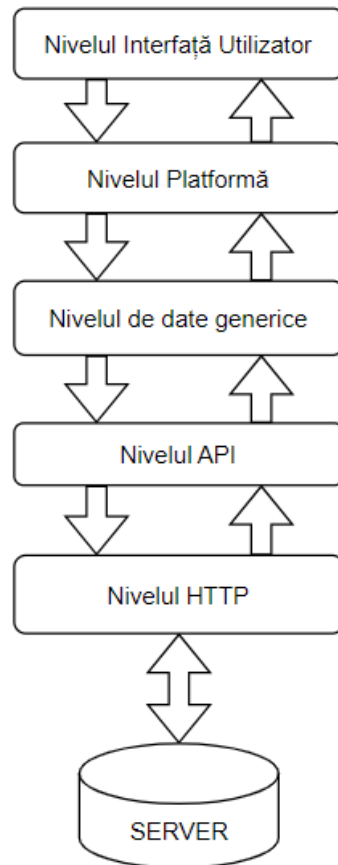 Nivelul Interfață Utilizator
Nivelul Platformă
Nivelul de date generice
Nivelul API
Nivelul HTTP
SERVER